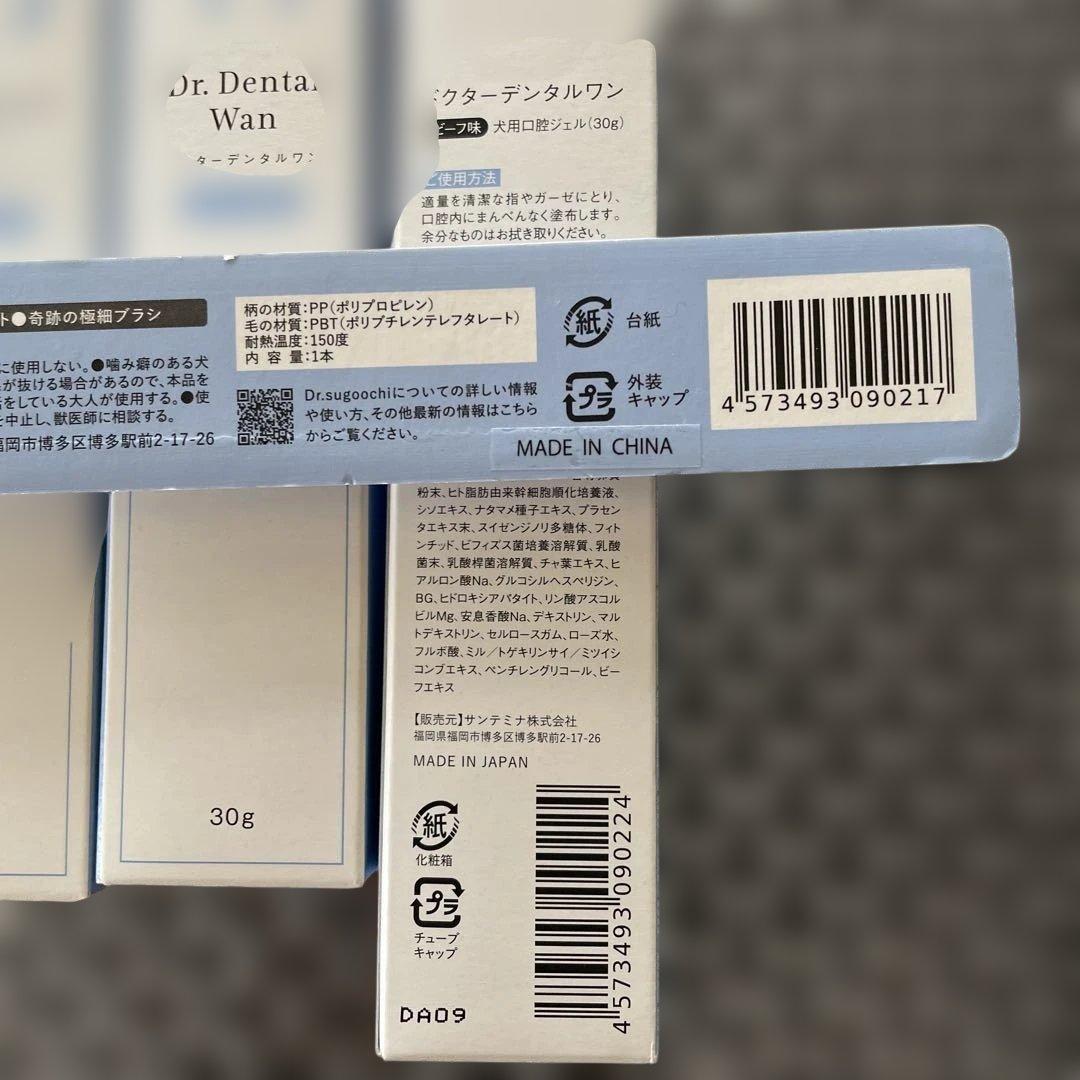 Dr. Dental
Wan
ターデンタルワン
ドクターデンタルワン
ビーフ味 犬用口腔ジェル(30g)
ご使用方法
適量を清潔な指やガーゼにとり、
口腔内にまんべんなく塗布します。
余分なものはお拭き取りください。
ト●奇跡の極細ブラシ
に使用しない。●噛み癖のある犬
が抜ける場合があるので、本品を
をしている大人が使用する。●使
を中止し、獣医師に相談する。
福岡市博多区博多駅前2-17-26
柄の材質:PP(ポリプロピレン)
毛の材質:PBT(ポリブチレンテレフタレート)
耐熱温度:150度
内 容 量:1本
Dr.sugoochiについての詳しい情報
や使い方、その他最新の情報はこちら
からご覧ください。
紙 台紙
プラ 外装
キャップ
MADE IN CHINA
4 573493 090217
粉末、ヒト脂肪由来幹細胞順化培養液、
シソエキス、ナタマメ種子エキス、プラセン
タエキス末、スイゼンジノリ多糖体、フィト
ンチッド、ビフィズス菌培養溶解質、乳酸
菌末、乳酸桿菌溶解質、チャ葉エキス、ヒ
アルロン酸Na、グルコシルヘスペリジン、
BG、ヒドロキシアパタイト、リン酸アスコル
ビルMg、安息香酸Na、デキストリン、マル
トデキストリン、セルロースガム、ローズ水、
フルボ酸、ミル/トゲキリンサイ/ミツイシ
コンブエキス、ペンチレングリコール、ビー
フエキス
【販売元】サンテミナ株式会社
福岡県福岡市博多区博多駅前2-17-26
MADE IN JAPAN
紙
化粧箱
プラ
チューブ
キャップ
4 573493 090224
DA09
30g